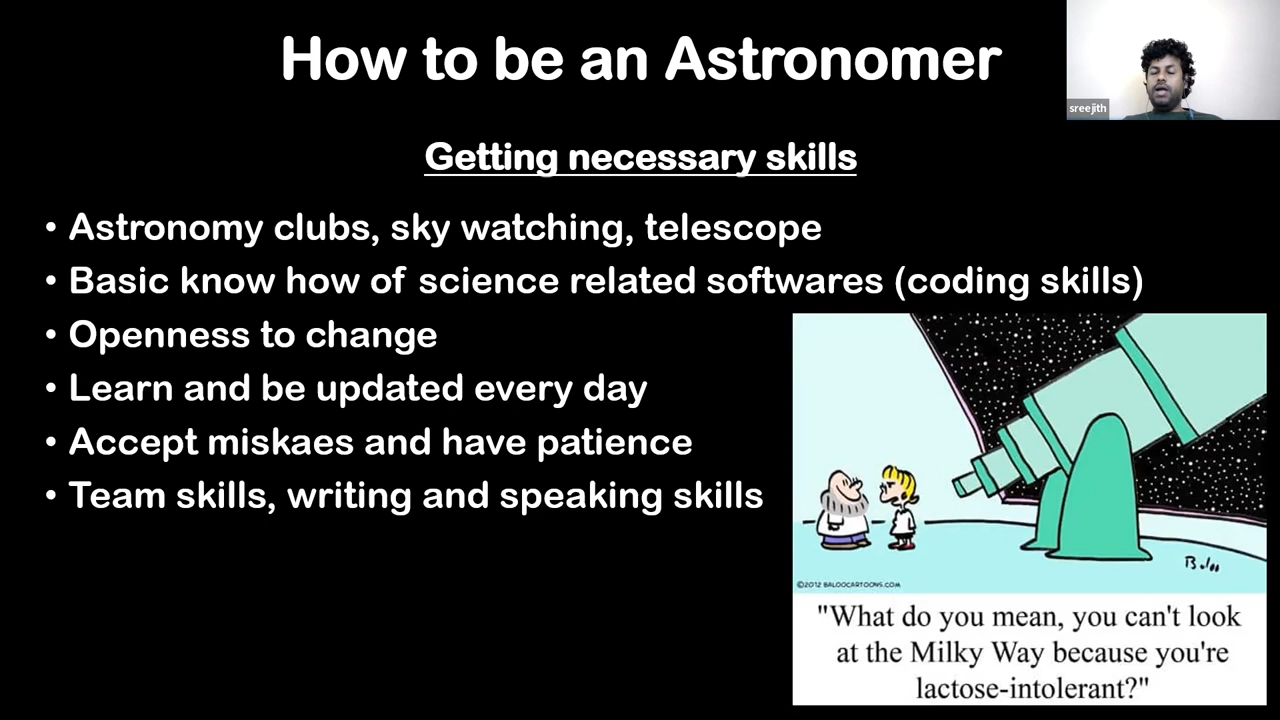 How to be an Astronomer
sreejith
Getting necessary skills
• Astronomy clubs, sky watching, telescope
• Basic know how of science related softwares (coding skills)
• Openness to change
• Learn and be updated every day
• Accept miskaes and have patience
• Team skills, writing and speaking skills
Baloo
©2012 BALOOCARTOONS.COM
"What do you mean, you can't look
at the Milky Way because you're
lactose-intolerant?"